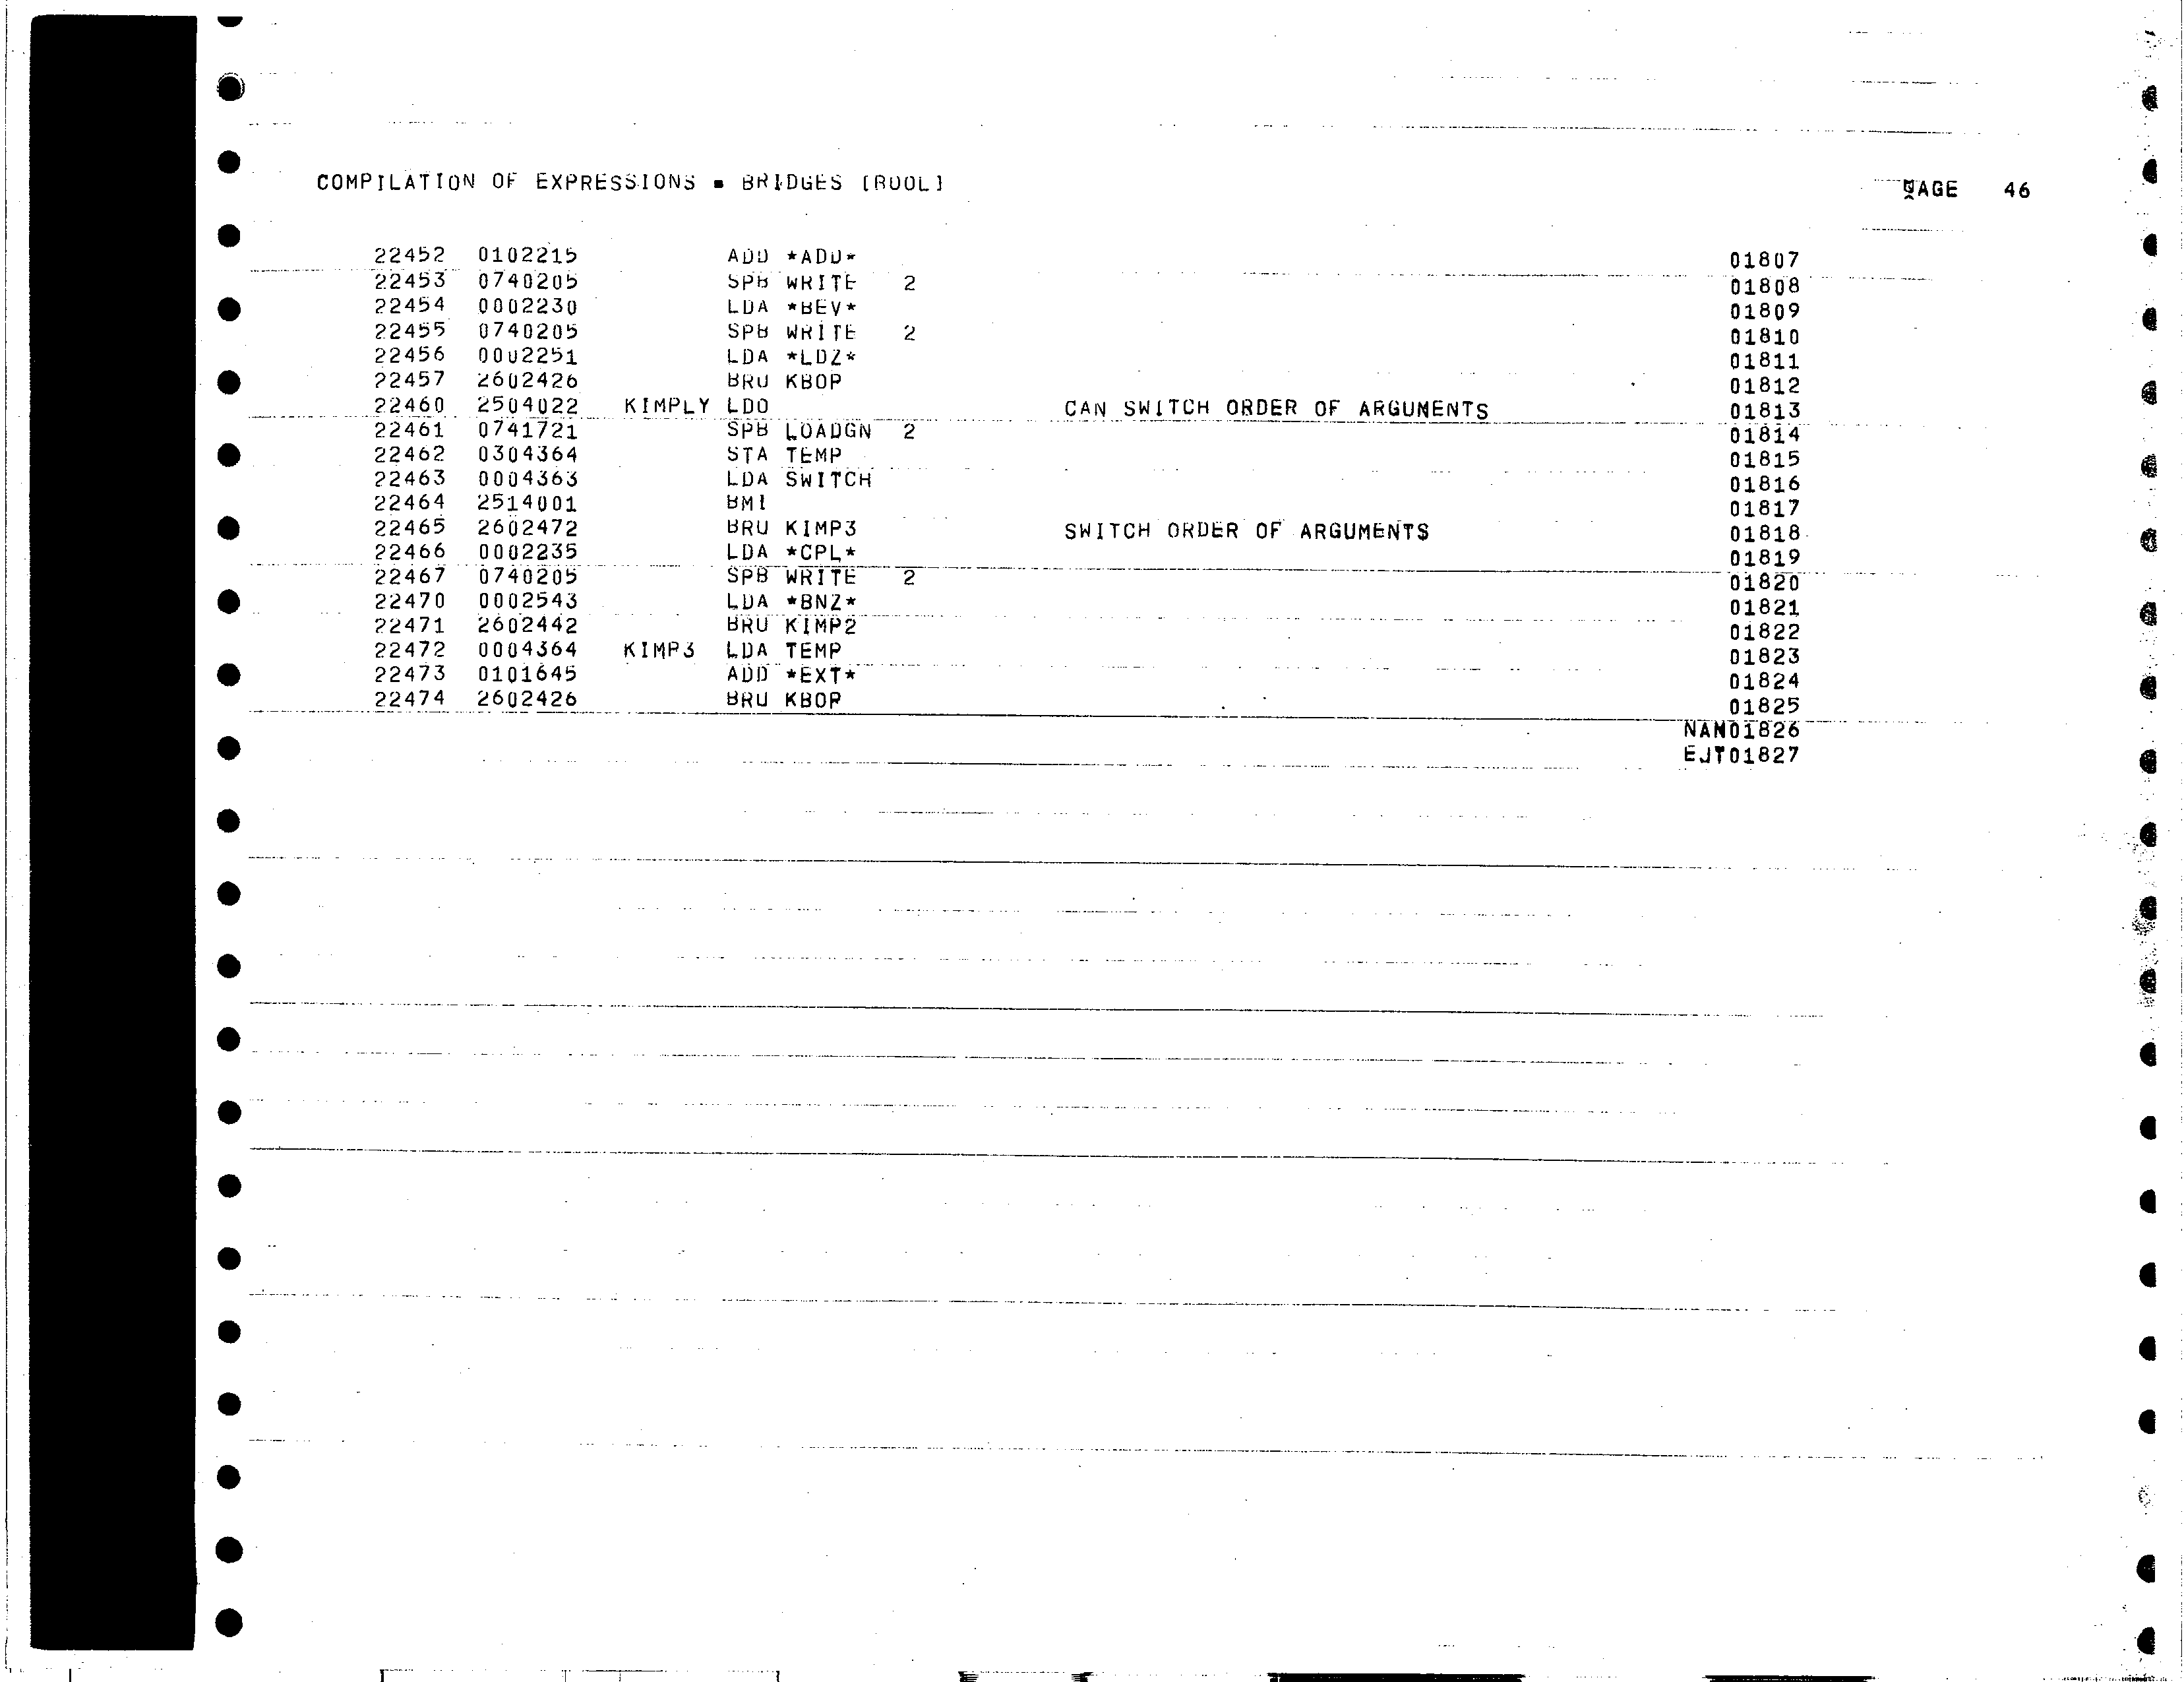 COMPILATION OF EXPRESSIONS - BRIDGES [BOOL] PAGE 46
22452 0102215 ADD *ADD* 01807
22453 0740205 SPB WRITE 2 01808
22454 0002230 LDA *BEV* 01809
22455 0740205 SPB WRITE 2 01810
22456 0002251 LDA *LDZ* 01811
22457 2602426 BRU KBOP 01812
22460 2504022 KIMPLY LDO CAN SWITCH ORDER OF ARGUMENTS 01813
22461 0741721 SPB LOADGN 2 01814
22462 0304364 STA TEMP 01815
22463 0004363 LDA SWITCH 01816
22464 2514001 BMI 01817
22465 2602472 BRU KIMP3 SWITCH ORDER OF ARGUMENTS 01818
22466 0002235 LDA *CPL* 01819
22467 0740205 SPB WRITE 2 01820
22470 0002543 LDA *BNZ* 01821
22471 2602442 BRU KIMP2 01822
22472 0004364 KIMP3 LDA TEMP 01823
22473 0101645 ADD *EXT* 01824
22474 2602426 BRU KBOP 01825
NAM01826
EJT01827